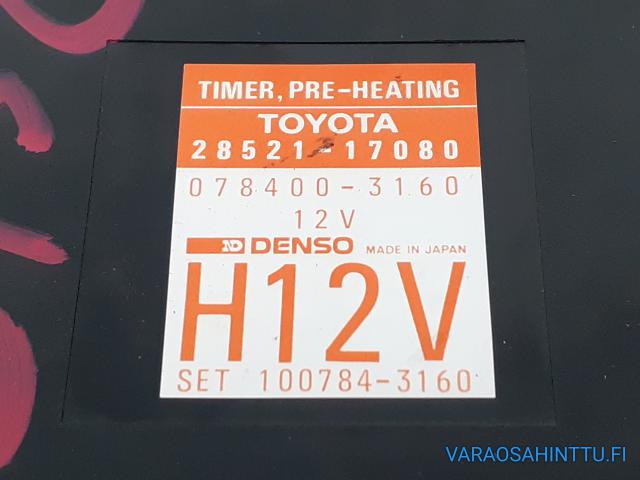 TIMER, PRE-HEATING
TOYOTA
28521-17080
078400-3160
12V
ND DENSO MADE IN JAPAN
H12V
SET 100784-3160
VARAOSAHINTTU.FI